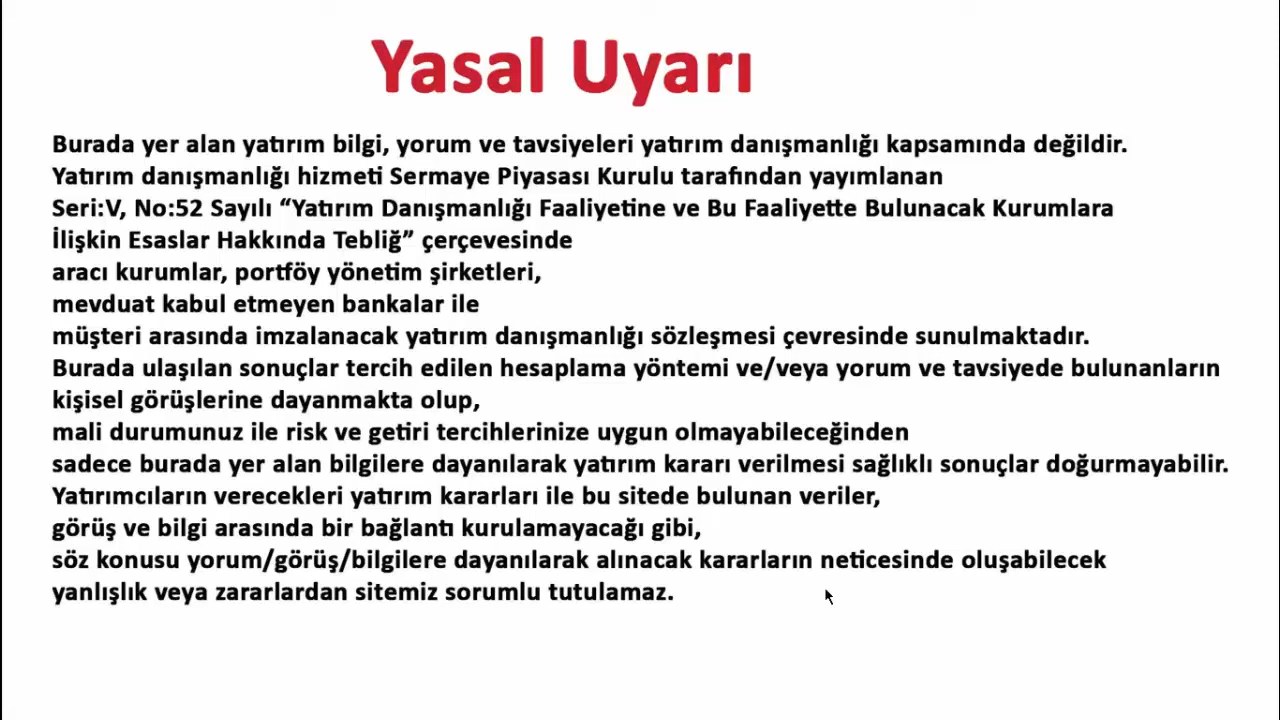 Yasal Uyarı
Burada yer alan yatırım bilgi, yorum ve tavsiyeleri yatırım danışmanlığı kapsamında değildir.
Yatırım danışmanlığı hizmeti Sermaye Piyasası Kurulu tarafından yayımlanan
Seri:V, No:52 Sayılı “Yatırım Danışmanlığı Faaliyetine ve Bu Faaliyette Bulunacak Kurumlara
İlişkin Esaslar Hakkında Tebliğ” çerçevesinde
aracı kurumlar, portföy yönetim şirketleri,
mevduat kabul etmeyen bankalar ile
müşteri arasında imzalanacak yatırım danışmanlığı sözleşmesi çevresinde sunulmaktadır.
Burada ulaşılan sonuçlar tercih edilen hesaplama yöntemi ve/veya yorum ve tavsiyede bulunanların
kişisel görüşlerine dayanmakta olup,
mali durumunuz ile risk ve getiri tercihlerinize uygun olmayabileceğinden
sadece burada yer alan bilgilere dayanılarak yatırım kararı verilmesi sağlıklı sonuçlar doğurmayabilir.
Yatırımcıların verecekleri yatırım kararları ile bu sitede bulunan veriler,
görüş ve bilgi arasında bir bağlantı kurulamayacağı gibi,
söz konusu yorum/görüş/bilgilere dayanılarak alınacak kararların neticesinde oluşabilecek
yanlışlık veya zararlardan sitemiz sorumlu tutulamaz.